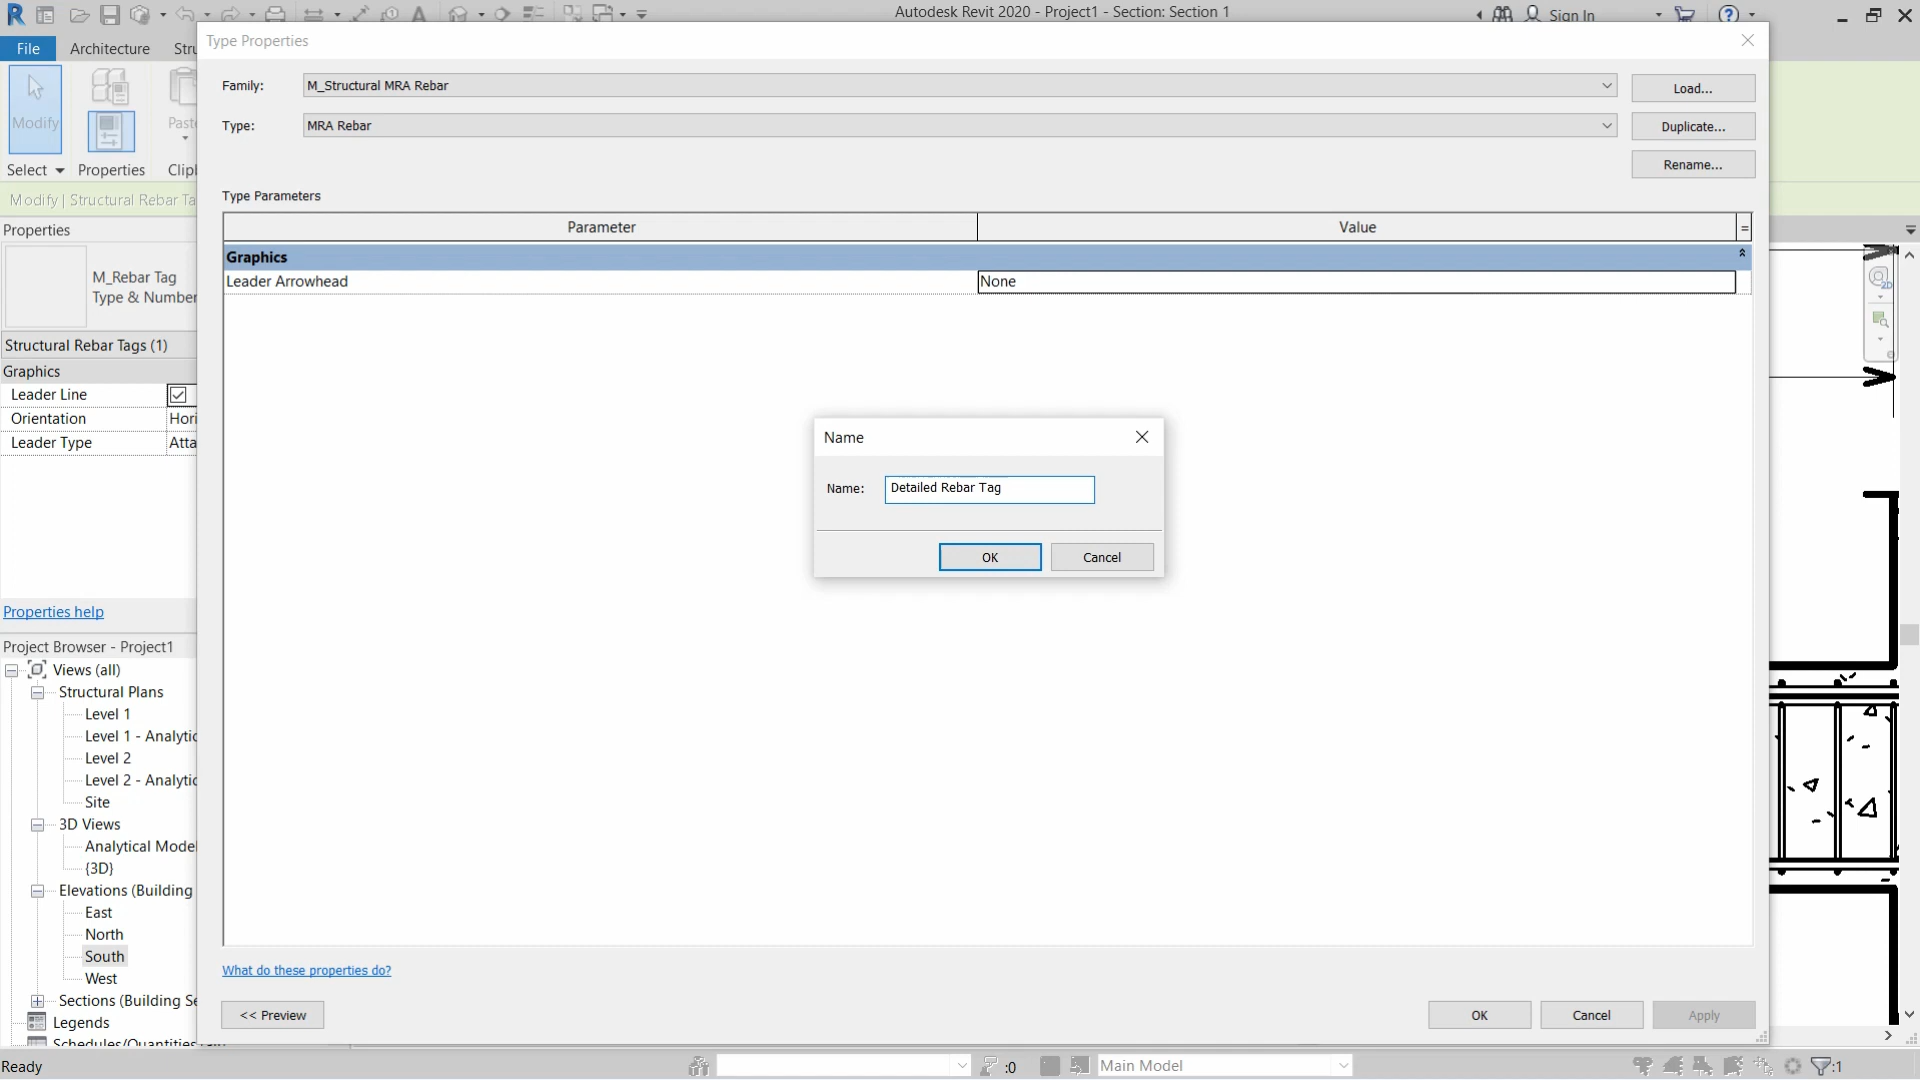 Autodesk Revit 2020 - Project1 - Section: Section 1
Sign In
File
Architecture
Modify
Select
Properties
Modify | Structural Rebar Ta
Properties
M_Rebar Tag
Type & Number
Structural Rebar Tags (1)
Graphics
Leader Line
Orientation
Hori
Leader Type
Atta
Properties help
Project Browser - Project1
Views (all)
Structural Plans
Level 1
Level 1 - Analytic
Level 2
Level 2 - Analytic
Site
3D Views
Analytical Model
{3D}
Elevations (Building
East
North
South
West
Sections (Building Se
Legends
Type Properties
Family:
M_Structural MRA Rebar
Load...
Type:
MRA Rebar
Duplicate...
Rename...
Type Parameters
Parameter
Value
=
Graphics
Leader Arrowhead
None
Name
Name:
Detailed Rebar Tag
OK
Cancel
What do these properties do?
<< Preview
OK
Cancel
Apply
Ready
:0
Main Model
:1